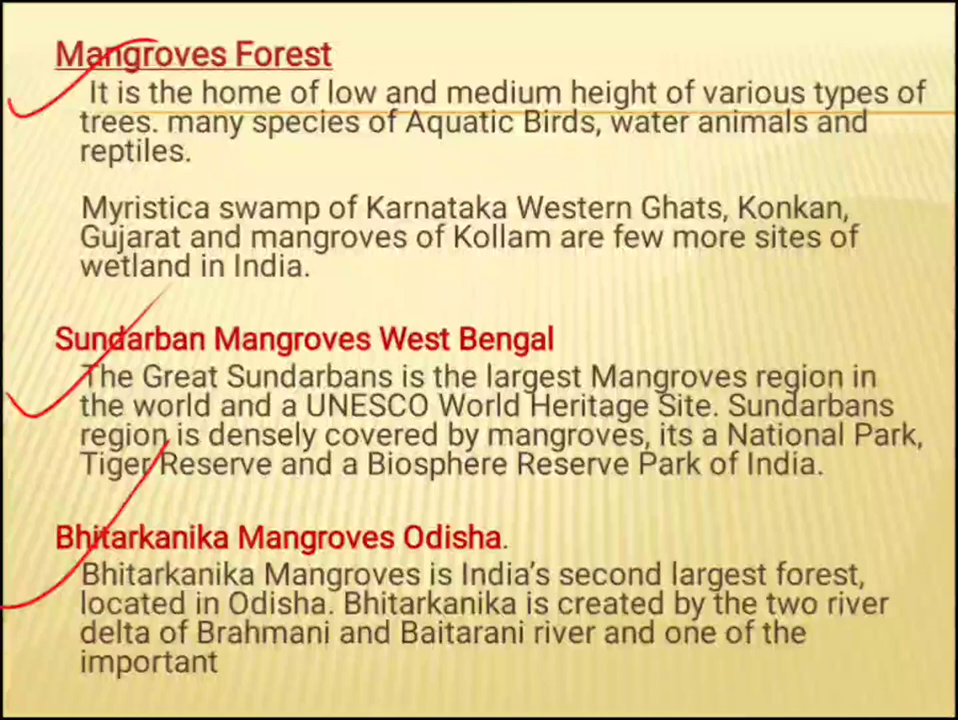 Mangroves Forest
It is the home of low and medium height of various types of
trees. many species of Aquatic Birds, water animals and
reptiles.
Myristica swamp of Karnataka Western Ghats, Konkan,
Gujarat and mangroves of Kollam are few more sites of
wetland in India.
Sundarban Mangroves West Bengal
The Great Sundarbans is the largest Mangroves region in
the world and a UNESCO World Heritage Site. Sundarbans
region is densely covered by mangroves, its a National Park,
Tiger Reserve and a Biosphere Reserve Park of India.
Bhitarkanika Mangroves Odisha.
Bhitarkanika Mangroves is India’s second largest forest,
located in Odisha. Bhitarkanika is created by the two river
delta of Brahmani and Baitarani river and one of the
important